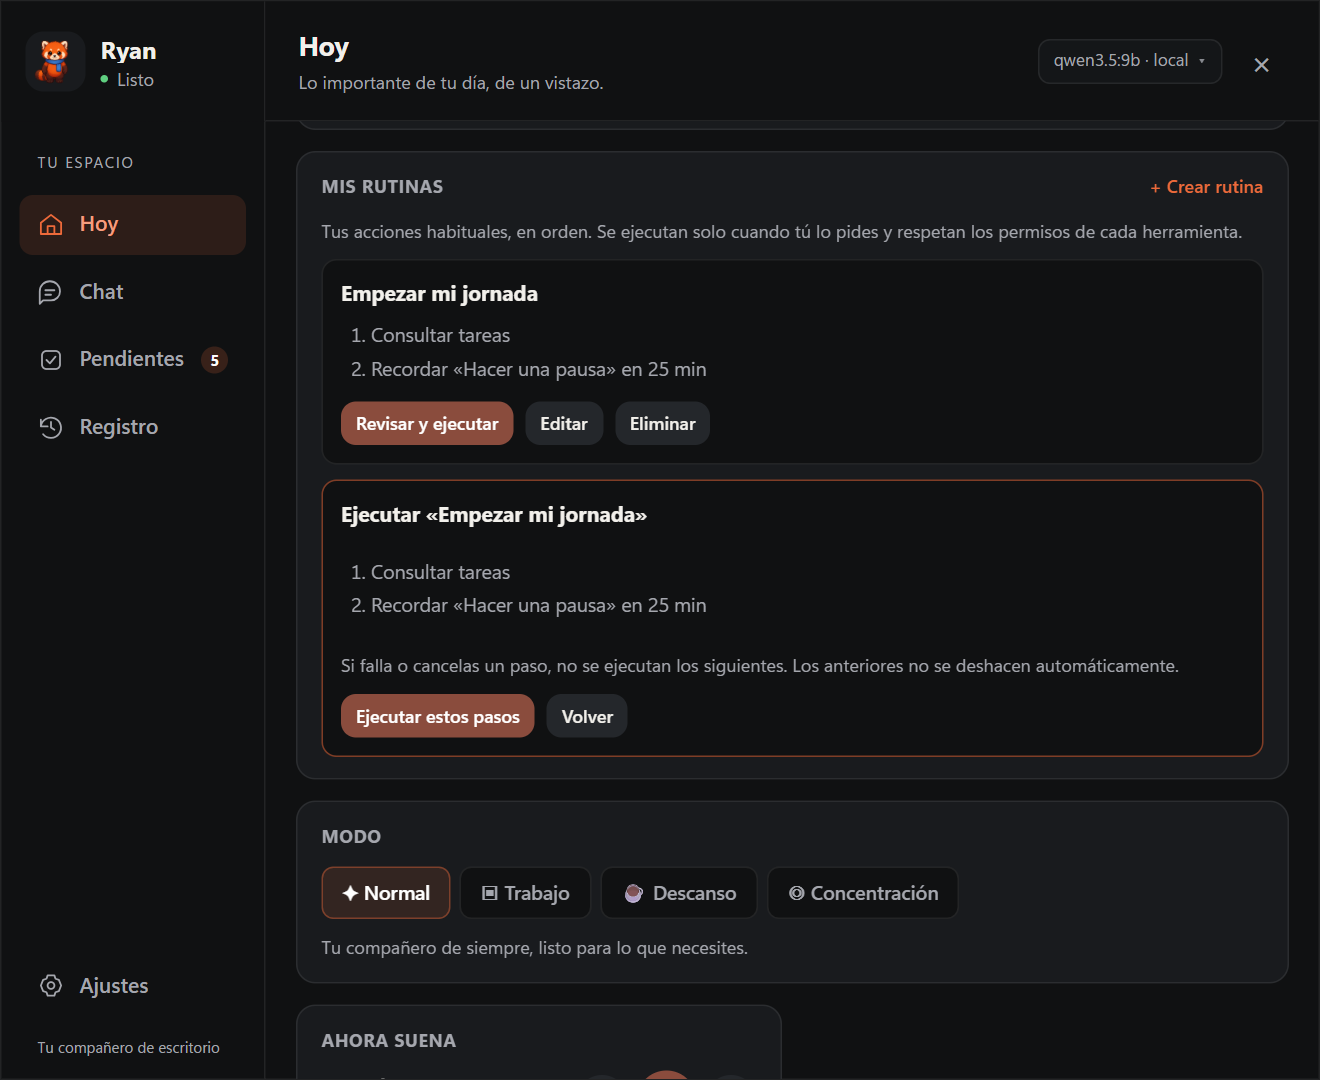 Ryan
Listo
TU ESPACIO
Hoy
Chat
Pendientes 5
Registro
Ajustes
Tu compañero de escritorio
Hoy
Lo importante de tu día, de un vistazo.
qwen3.5:9b · local
MIS RUTINAS
+ Crear rutina
Tus acciones habituales, en orden. Se ejecutan solo cuando tú lo pides y respetan los permisos de cada herramienta.
Empezar mi jornada
1. Consultar tareas
2. Recordar «Hacer una pausa» en 25 min
Revisar y ejecutar
Editar
Eliminar
Ejecutar «Empezar mi jornada»
1. Consultar tareas
2. Recordar «Hacer una pausa» en 25 min
Si falla o cancelas un paso, no se ejecutan los siguientes. Los anteriores no se deshacen automáticamente.
Ejecutar estos pasos
Volver
MODO
Normal
Trabajo
Descanso
Concentración
Tu compañero de siempre, listo para lo que necesites.
AHORA SUENA